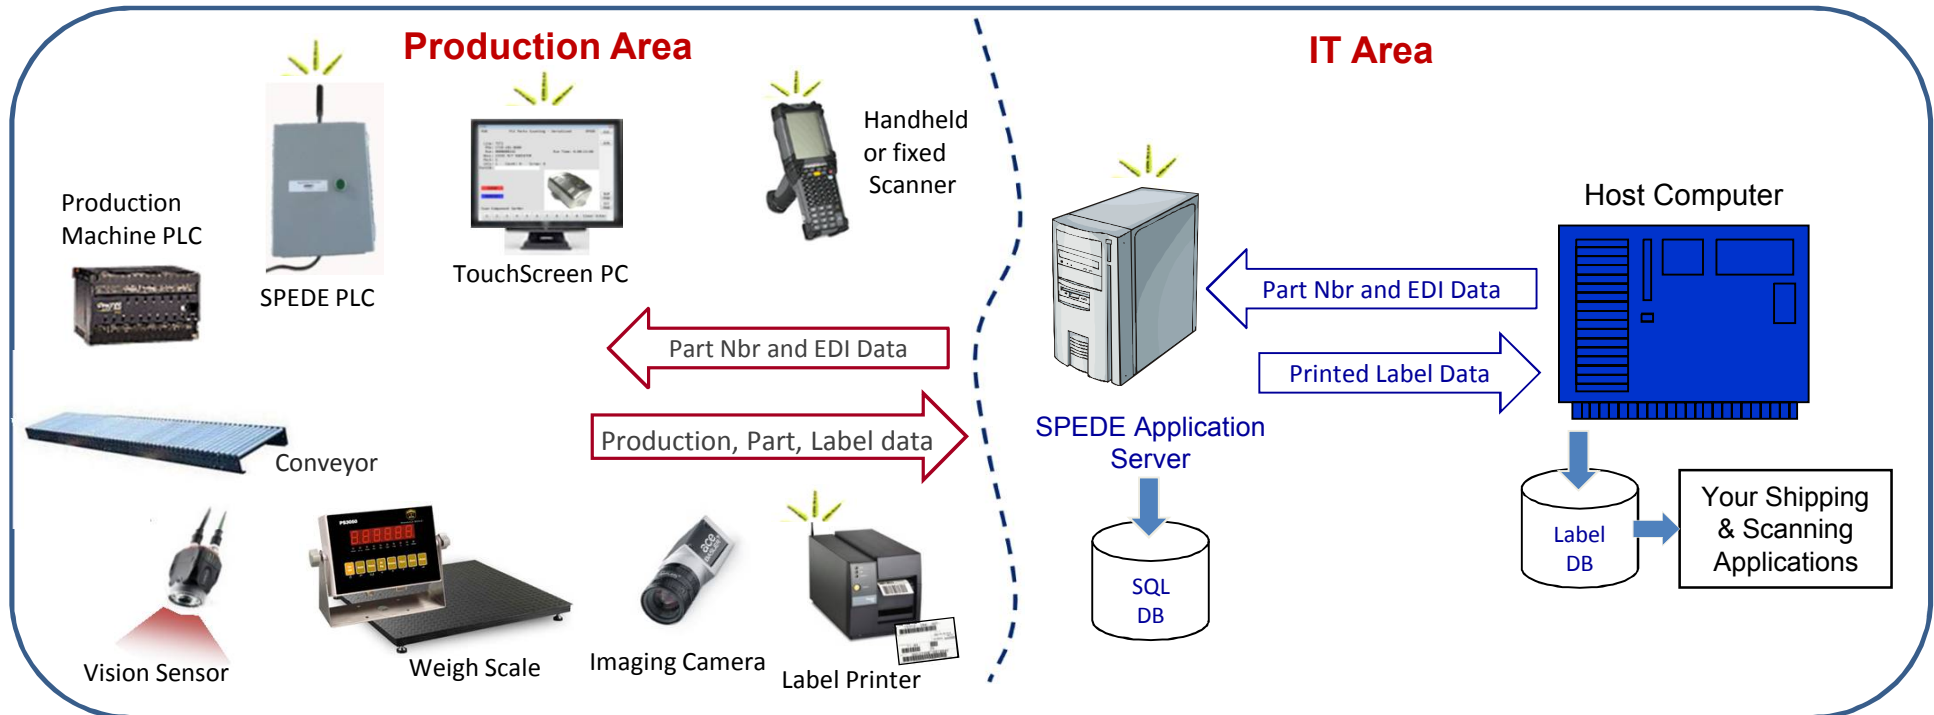 Production Area
IT Area
Handheld
or fixed
Scanner
Production
Machine PLC
SPEDE PLC
TouchScreen PC
Host Computer
Part Nbr and EDI Data
Part Nbr and EDI Data
Printed Label Data
Production, Part, Label data
Conveyor
SPEDE Application
Server
SQL
DB
Label
DB
Your Shipping
& Scanning
Applications
Vision Sensor
Weigh Scale
Imaging Camera
Label Printer
ace
BASLER